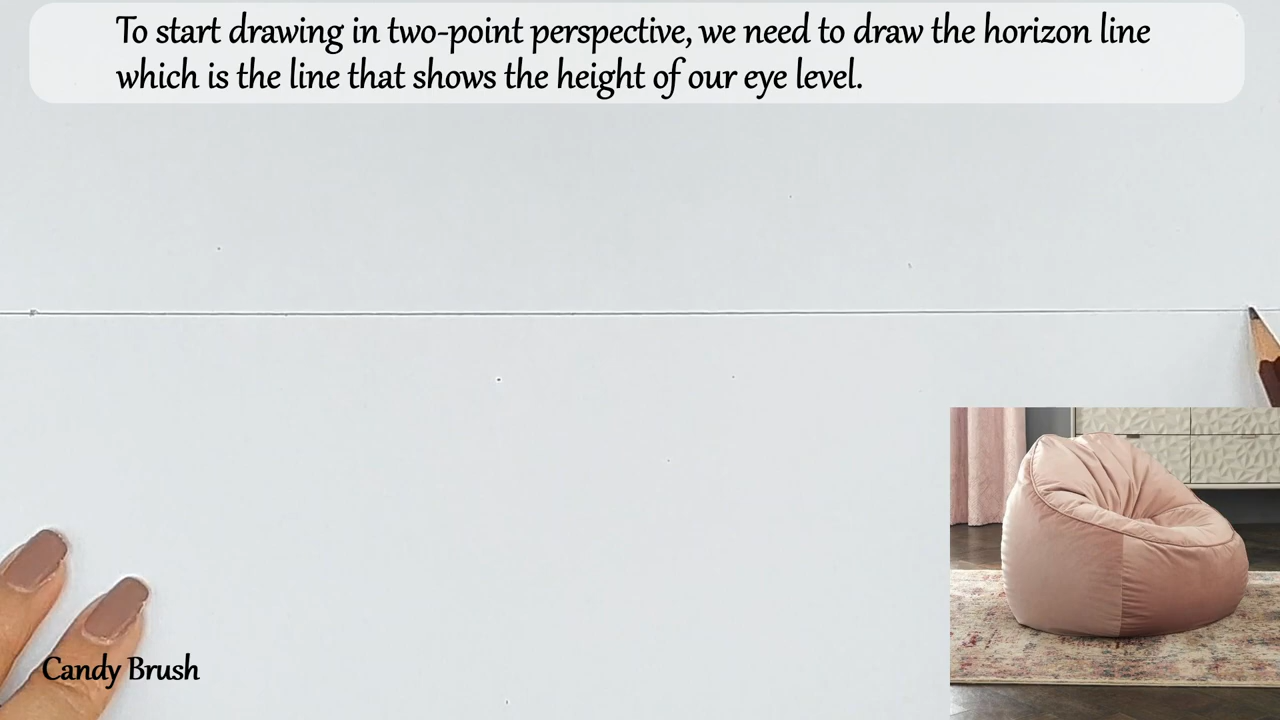 To start drawing in two-point perspective, we need to draw the horizon line
which is the line that shows the height of our eye level.
Candy Brush